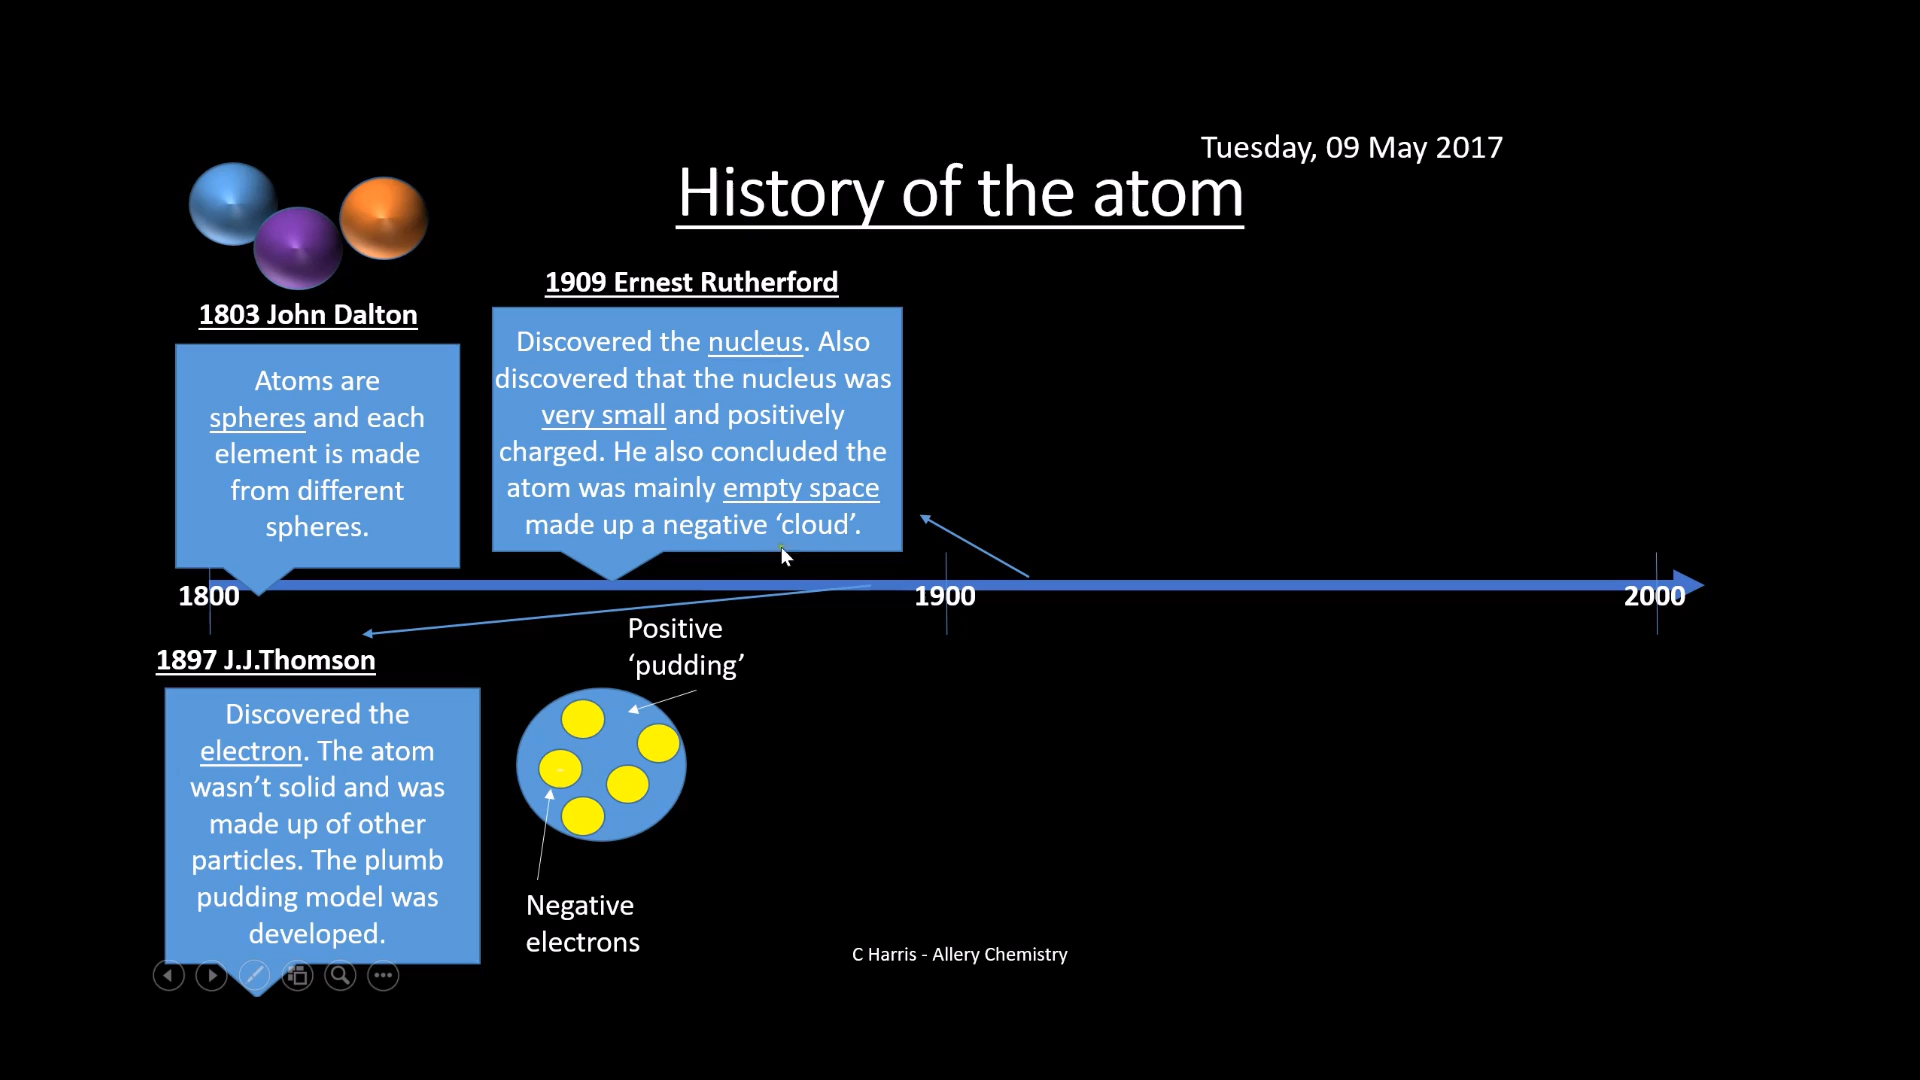 Tuesday, 09 May 2017
History of the atom
1803 John Dalton
Atoms are
spheres and each
element is made
from different
spheres.
1909 Ernest Rutherford
Discovered the nucleus. Also
discovered that the nucleus was
very small and positively
charged. He also concluded the
atom was mainly empty space
made up a negative ‘cloud’.
1800
1900
2000
1897 J.J.Thomson
Discovered the
electron. The atom
wasn’t solid and was
made up of other
particles. The plumb
pudding model was
developed.
Positive
‘pudding’
Negative
electrons
C Harris - Allery Chemistry